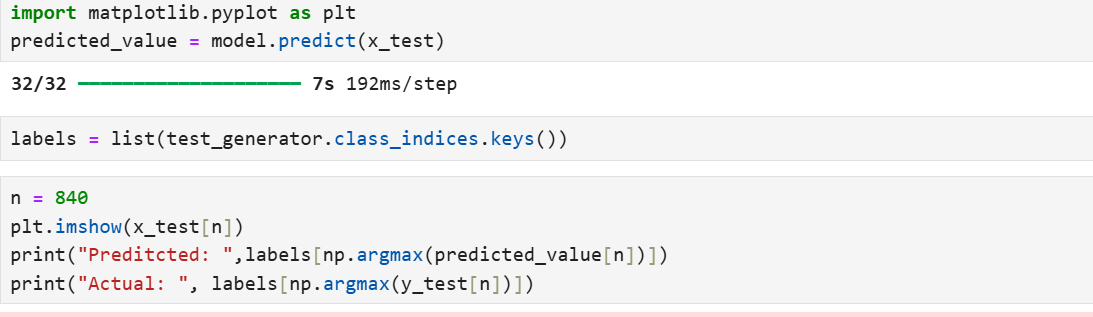 import matplotlib.pyplot as plt
predicted_value = model.predict(x_test)
32/32 ━━━━━━━━━━━━━━━━━━━━ 7s 192ms/step
labels = list(test_generator.class_indices.keys())
n = 840
plt.imshow(x_test[n])
print("Preditcted: ",labels[np.argmax(predicted_value[n])])
print("Actual: ", labels[np.argmax(y_test[n])])